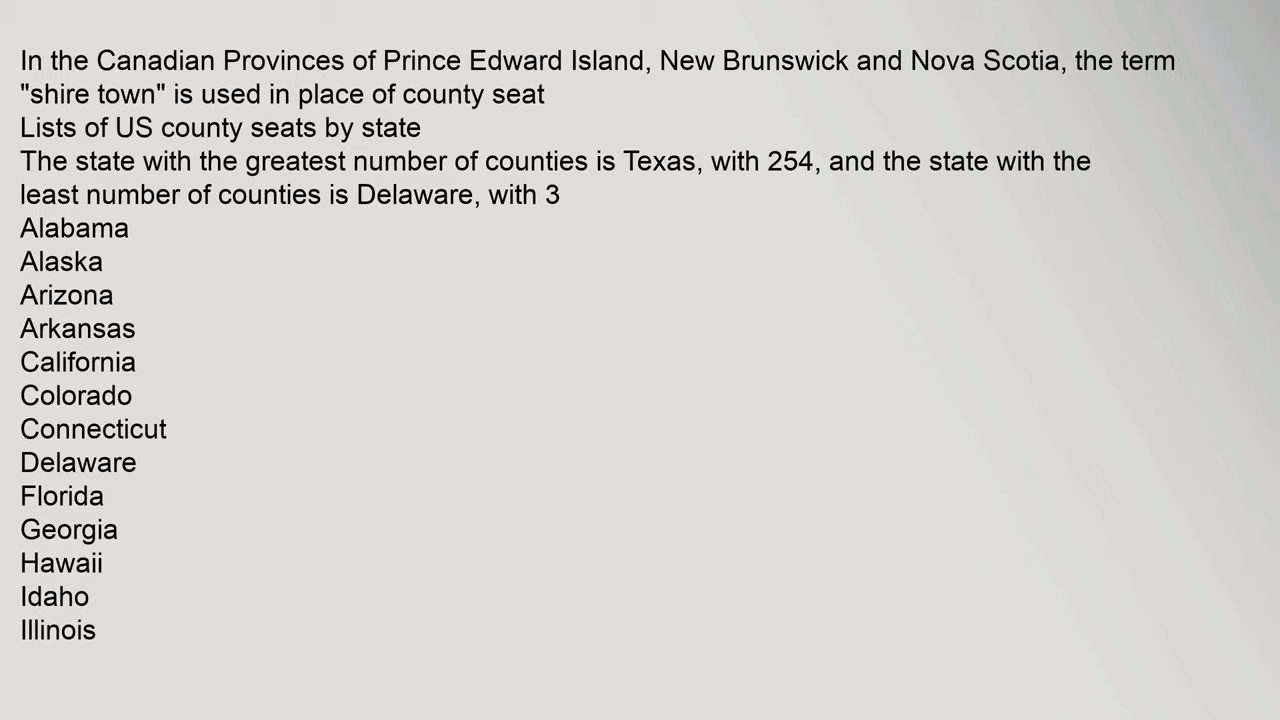 In the Canadian Provinces of Prince Edward Island, New Brunswick and Nova Scotia, the term
"shire town" is used in place of county seat
Lists of US county seats by state
The state with the greatest number of counties is Texas, with 254, and the state with the
least number of counties is Delaware, with 3
Alabama
Alaska
Arizona
Arkansas
California
Colorado
Connecticut
Delaware
Florida
Georgia
Hawaii
Idaho
Illinois